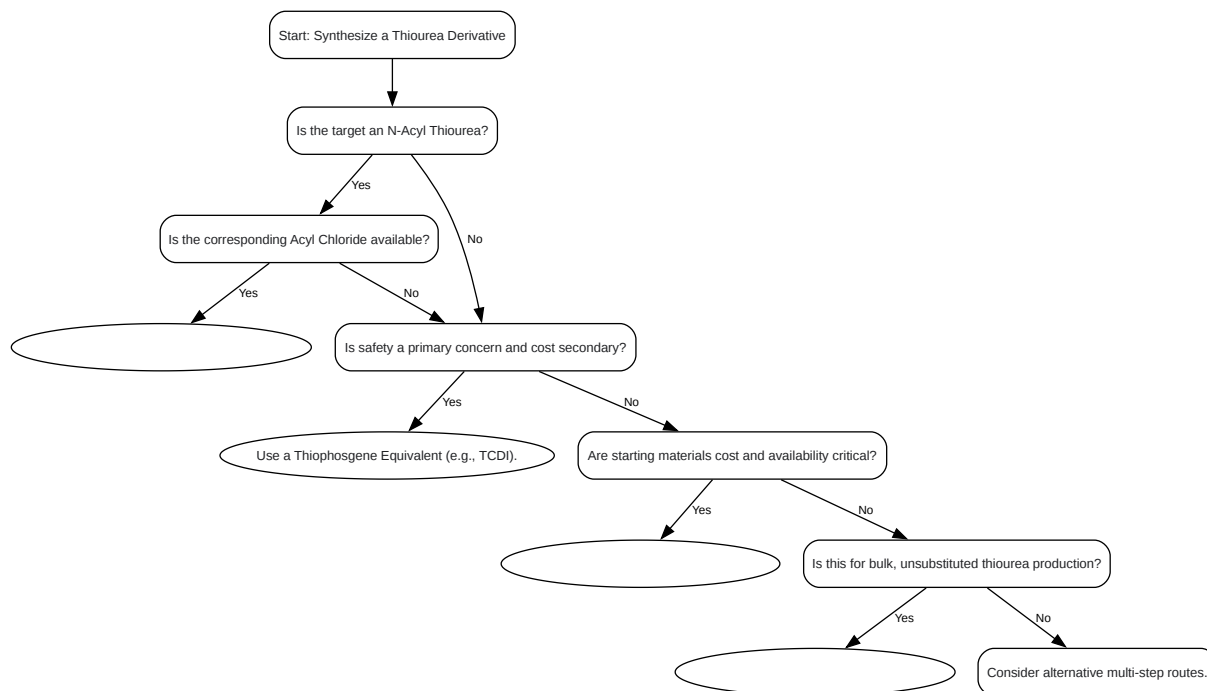 Start: Synthesize a Thiourea Derivative
Is the target an N-Acyl Thiourea?
Yes
Is the corresponding Acyl Chloride available?
No
Yes
No
Is safety a primary concern and cost secondary?
Yes
No
Use a Thiophosgene Equivalent (e.g., TCDI).
Are starting materials cost and availability critical?
Yes
No
Is this for bulk, unsubstituted thiourea production?
Yes
No
Consider alternative multi-step routes.